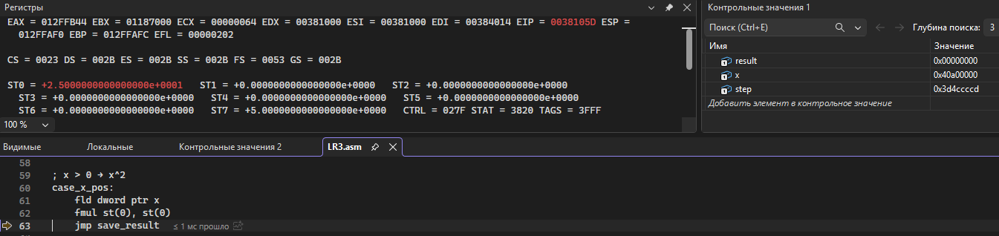 Регистры
EAX = 012FFB44 EBX = 01187000 ECX = 00000064 EDX = 00381000 ESI = 00381000 EDI = 00384014 EIP = 0038105D ESP =
012FFAF0 EBP = 012FFAFC EFL = 00000202
CS = 0023 DS = 002B ES = 002B SS = 002B FS = 0053 GS = 002B
ST0 = +2.5000000000000000e+0001 ST1 = +0.0000000000000000e+0000 ST2 = +0.0000000000000000e+0000
ST3 = +0.0000000000000000e+0000 ST4 = +0.0000000000000000e+0000 ST5 = +0.0000000000000000e+0000
ST6 = +0.0000000000000000e+0000 ST7 = +5.0000000000000000e+0000 CTRL = 027F STAT = 3820 TAGS = 3FFF
100 %
Контрольные значения 1
Поиск (Ctrl+E) Глубина поиска: 3
Имя Значение
result 0x00000000
x 0x40a00000
step 0x3d4ccccd
Добавить элемент в контрольное значение
Видимые Локальные Контрольные значения 2 LR3.asm
58
59 ; x > 0 → x^2
60 case_x_pos:
61 fld dword ptr x
62 fmul st(0), st(0)
63 jmp save_result ≤ 1 мс прошло